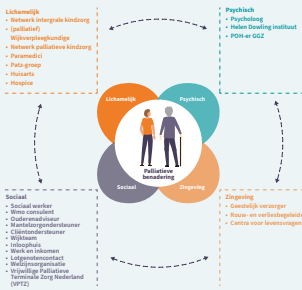 Lichamelijk
• Netwerk intergrale kindzorg
• (palliatief)
Wijkverpleegkundige
• Netwerk palliatieve kindzorg
• Paramedici
• Patz-groep
• Huisarts
• Hospice
Psychisch
• Psycholoog
• Helen Dowling instituut
• POH-er GGZ
Lichamelijk
Psychisch
Palliatieve
benadering
Sociaal
Zingeving
Sociaal
• Sociaal werker
• Wmo consulent
• Ouderenadviseur
• Mantelzorgondersteuner
• Cliëntondersteuner
• Wijkteam
• Inloophuis
• Werk en inkomen
• Lotgenotencontact
• Welzijnsorganisatie
• Vrijwillige Palliatieve
Terminale Zorg Nederland
(VPTZ)
Zingeving
• Geestelijk verzorger
• Rouw- en verliesbegeleidi
• Centra voor levensvragen